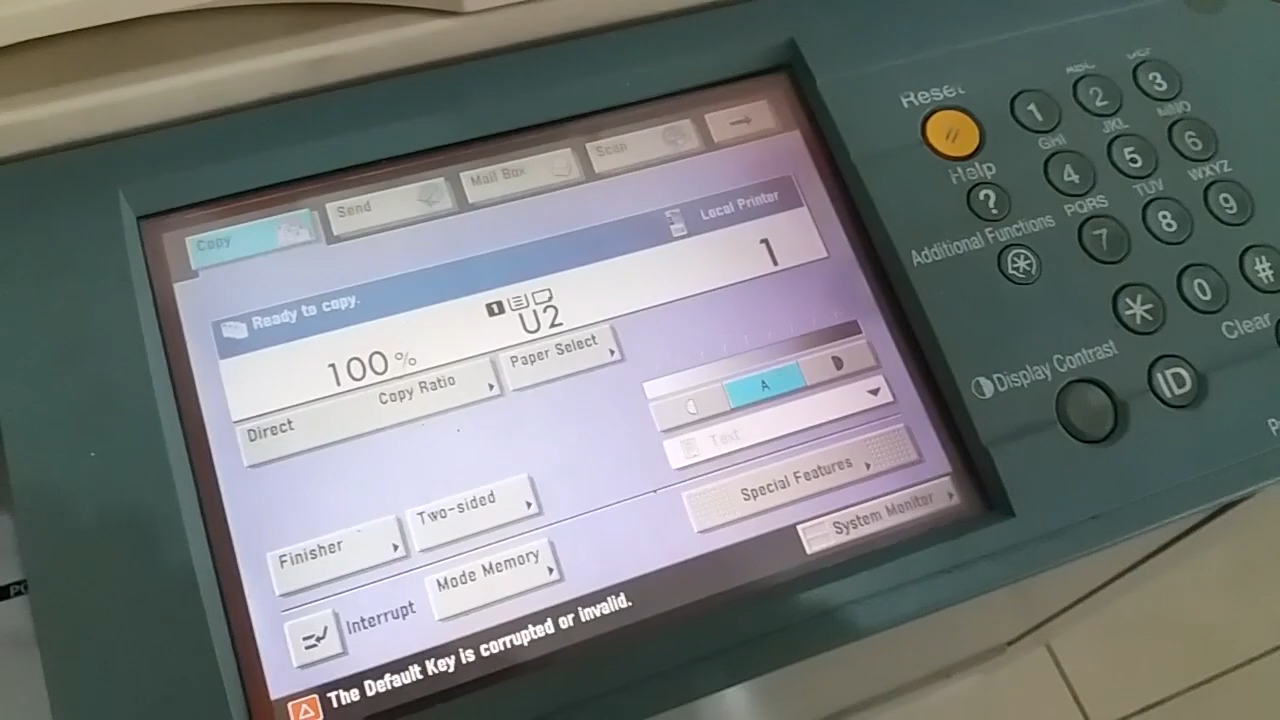 Copy
Send
Mail Box
Scan
Local Printer
Ready to copy.
1
100 %
1
U2
Direct
Copy Ratio
Paper Select
A
Text
Special Features
System Monitor
Finisher
Two-sided
Interrupt
Mode Memory
The Default Key is corrupted or invalid.
Reset
Help
?
Additional Functions
Display Contrast
ID
Clear
1
2
3
GHI
JKL
MNO
4
5
6
PQRS
TUV
WXYZ
7
8
9
*
0
#